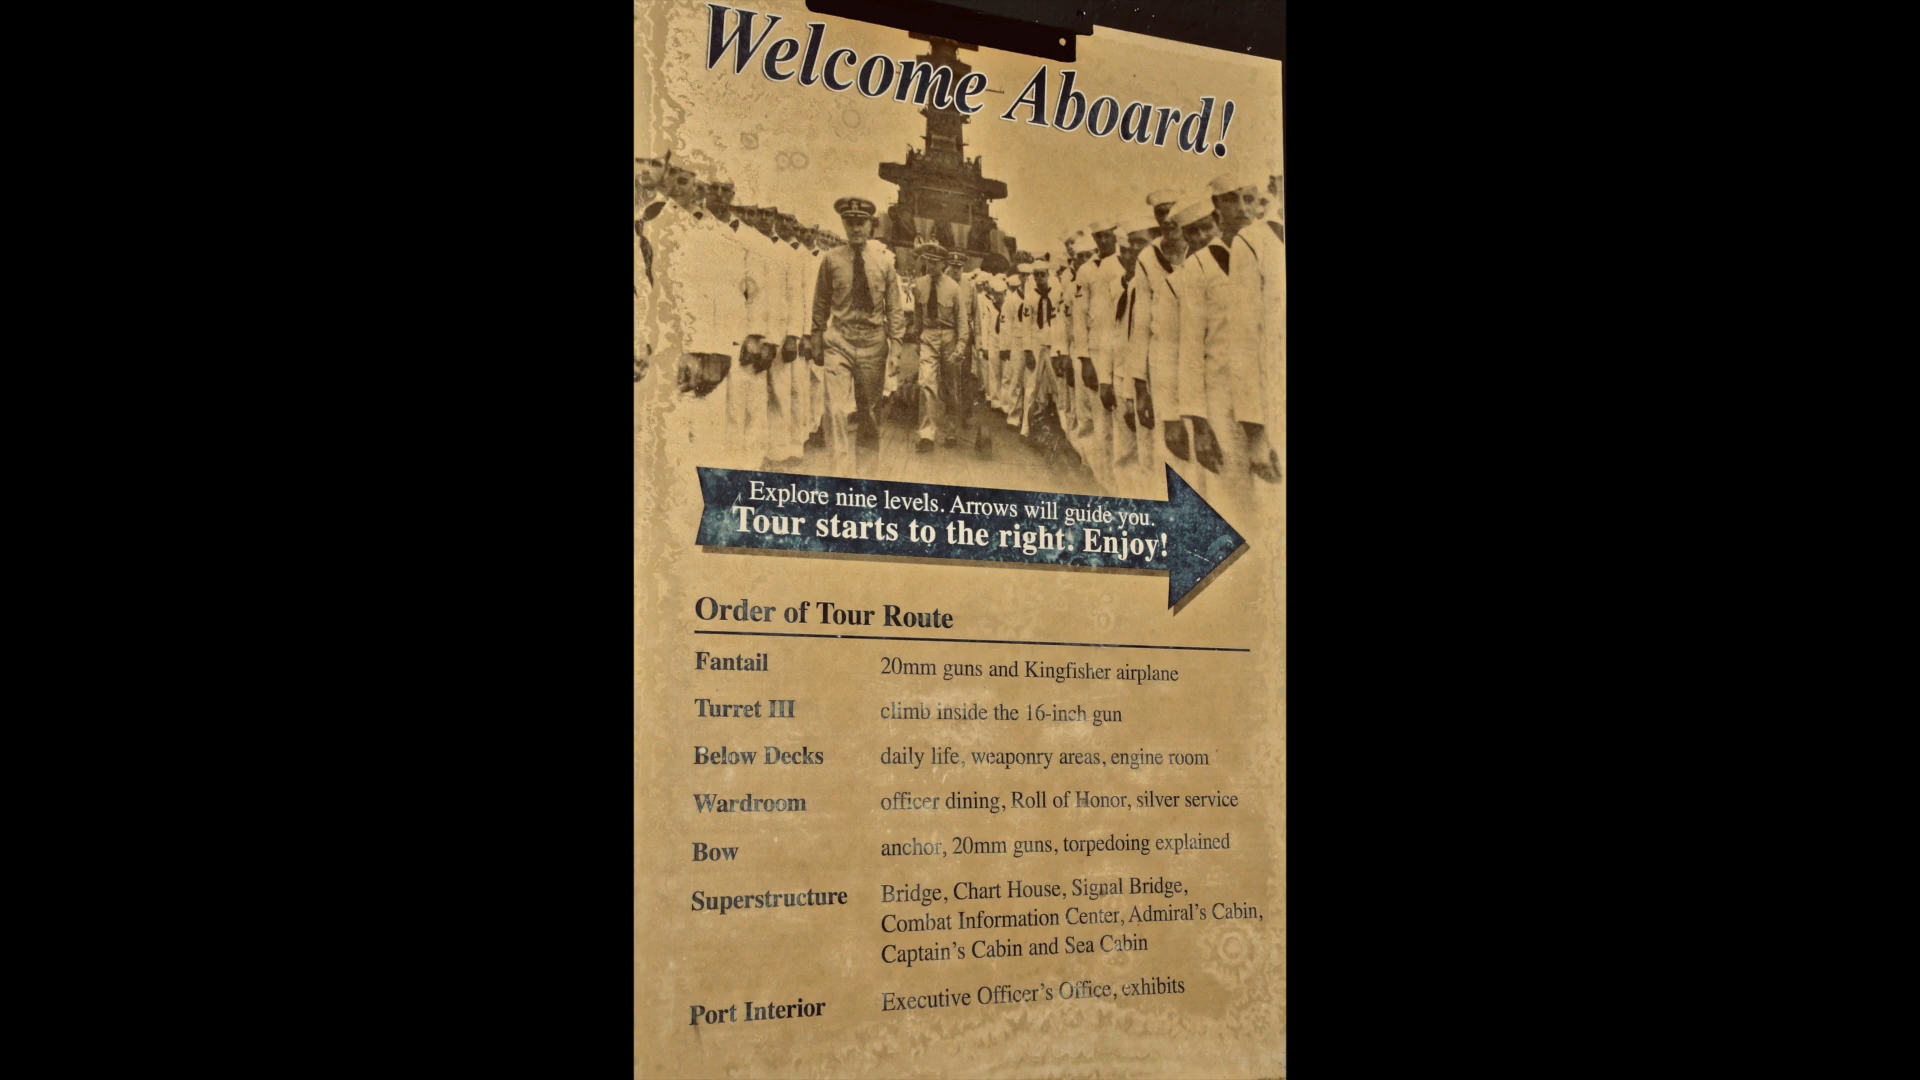 Welcome Aboard!
Explore nine levels. Arrows will guide you.
Tour starts to the right. Enjoy!
Order of Tour Route
Fantail 20mm guns and Kingfisher airplane
Turret III climb inside the 16-inch gun
Below Decks daily life, weaponry areas, engine room
Wardroom officer dining, Roll of Honor, silver service
Bow anchor, 20mm guns, torpedoing explained
Superstructure Bridge, Chart House, Signal Bridge,
Combat Information Center, Admiral's Cabin,
Captain's Cabin and Sea Cabin
Port Interior Executive Officer's Office, exhibits